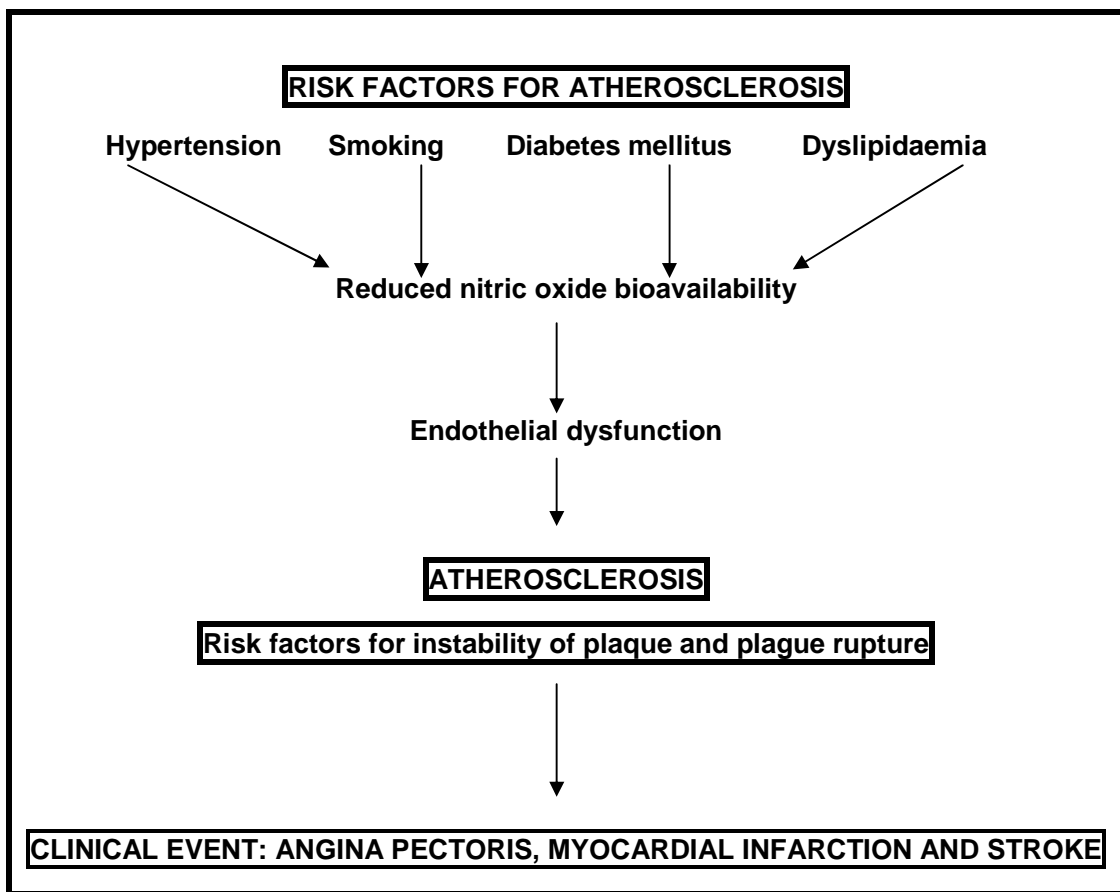 RISK FACTORS FOR ATHEROSCLEROSIS
Hypertension Smoking Diabetes mellitus Dyslipidaemia
Reduced nitric oxide bioavailability
Endothelial dysfunction
ATHEROSCLEROSIS
Risk factors for instability of plaque and plague rupture
CLINICAL EVENT: ANGINA PECTORIS, MYOCARDIAL INFARCTION AND STROKE